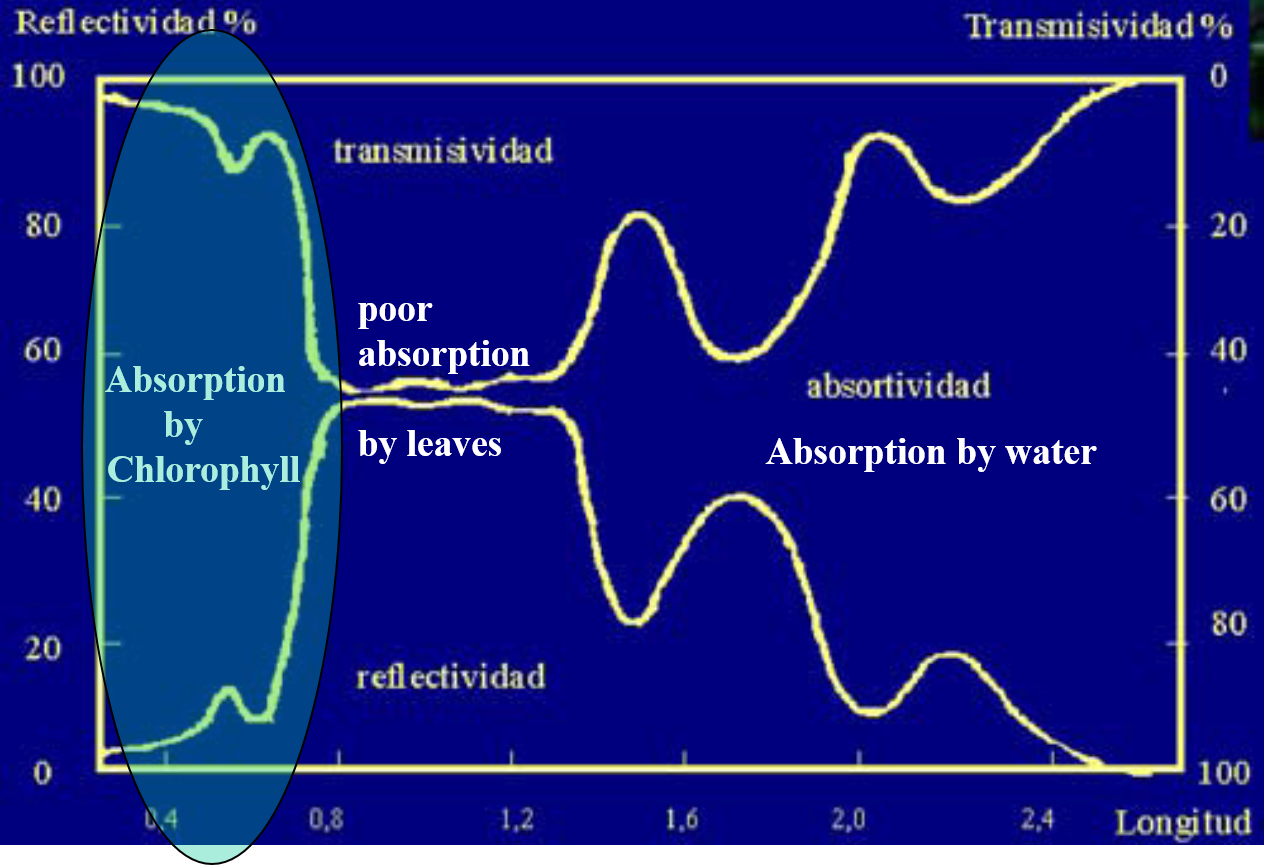 Reflectividad %
Transmisividad %
100
0
transmisividad
80
20
poor
absorption
60
40
Absorption
by
Chlorophyll
absortividad
by leaves
Absorption by water
40
60
20
80
reflectividad
0
100
0,4
0,8
1,2
1,6
2,0
2,4
Longitud